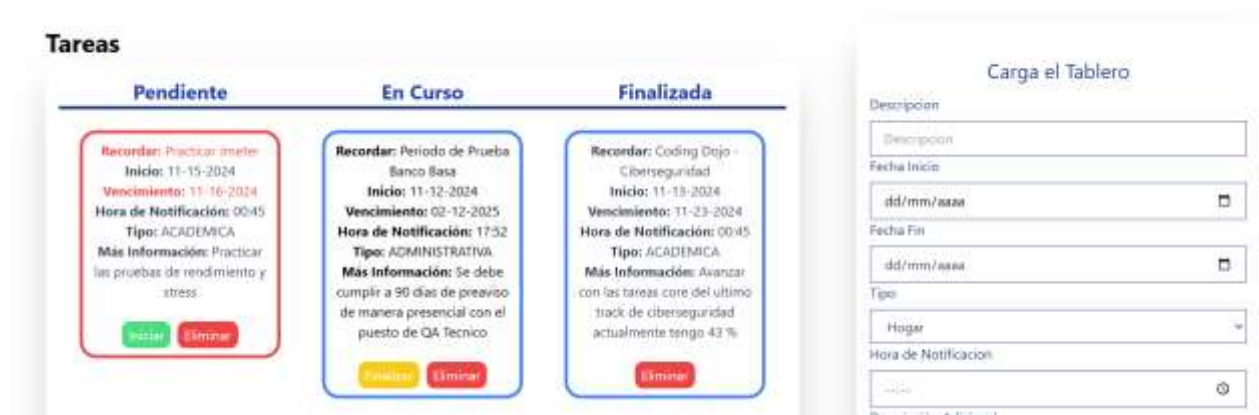 Tareas
Pendiente
Recordar: Practicar Jmeter
Inicio: 11-15-2024
Vencimiento: 11-16-2024
Hora de Notificación: 00:45
Tipo: ACADEMICA
Más Información: Practicar
las pruebas de rendimiento y
stress
Iniciar Eliminar
En Curso
Recordar: Periodo de Prueba
Banco Basa
Inicio: 11-12-2024
Vencimiento: 02-12-2025
Hora de Notificación: 17:52
Tipo: ADMINISTRATIVA
Más Información: Se debe
cumplir a 90 días de preaviso
de manera presencial con el
puesto de QA Tecnico
Finalizar Eliminar
Finalizada
Recordar: Coding Dojo -
Ciberseguridad
Inicio: 11-13-2024
Vencimiento: 11-23-2024
Hora de Notificación: 00:45
Tipo: ACADEMICA
Más Información: Avanzar
con las tareas core del ultimo
track de ciberseguridad
actualmente tengo 43 %
Eliminar
Carga el Tablero
Descripcion
Descripcion
Fecha Inicio
dd/mm/aaaa
Fecha Fin
dd/mm/aaaa
Tipo
Hogar
Hora de Notificacion
--:--